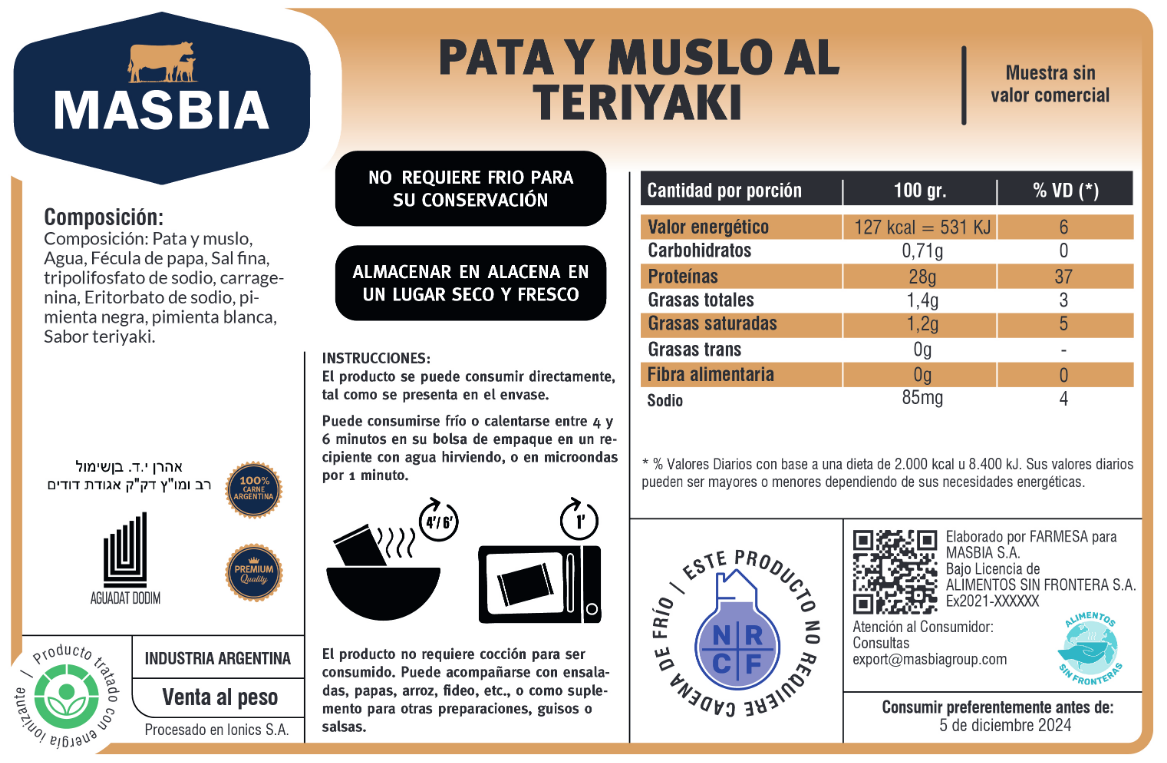 MASBIA
PATA Y MUSLO AL
TERIYAKI
Muestra sin
valor comercial
Composición:
Composición: Pata y muslo,
Agua, Fécula de papa, Sal fina,
tripolifosfato de sodio, carrage-
nina, Eritorbato de sodio, pi-
mienta negra, pimienta blanca,
Sabor teriyaki.
אהרן י.ד. בןשימול
רב ומו"ץ דק"ק אגודת דודים
AGUADAT DODIM
100%
CARNE
ARGENTINA
PREMIUM
Quality
Producto tratado con energía ionizante /
INDUSTRIA ARGENTINA
Venta al peso
Procesado en Ionics S.A.
NO REQUIERE FRIO PARA
SU CONSERVACIÓN
ALMACENAR EN ALACENA EN
UN LUGAR SECO Y FRESCO
INSTRUCCIONES:
El producto se puede consumir directamente,
tal como se presenta en el envase.
Puede consumirse frío o calentarse entre 4 y
6 minutos en su bolsa de empaque en un re-
cipiente con agua hirviendo, o en microondas
por 1 minuto.
4'/6'
1'
El producto no requiere cocción para ser
consumido. Puede acompañarse con ensala-
das, papas, arroz, fideo, etc., o como suple-
mento para otras preparaciones, guisos o
salsas.
Cantidad por porción 100 gr. % VD (*)
Valor energético 127 kcal = 531 KJ 6
Carbohidratos 0,71g 0
Proteínas 28g 37
Grasas totales 1,4g 3
Grasas saturadas 1,2g 5
Grasas trans 0g -
Fibra alimentaria 0g 0
Sodio 85mg 4
* % Valores Diarios con base a una dieta de 2.000 kcal u 8.400 kJ. Sus valores diarios
pueden ser mayores o menores dependiendo de sus necesidades energéticas.
/ ESTE PRODUCTO NO REQUIERE CADENA DE FRÍO
N R
C F
Elaborado por FARMESA para
MASBIA S.A.
Bajo Licencia de
ALIMENTOS SIN FRONTERA S.A.
Ex2021-XXXXXX
Atención al Consumidor:
Consultas
export@masbiagroup.com
ALIMENTOS
SIN FRONTERAS
Consumir preferentemente antes de:
5 de diciembre 2024